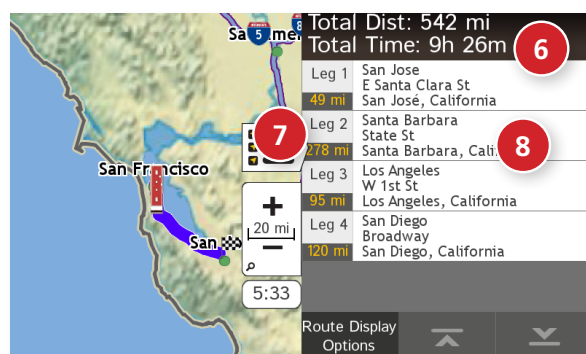 Total Dist: 542 mi
Total Time: 9h 26m
6
Leg 1
San Jose
E Santa Clara St
49 mi
San José, California
Leg 2
Santa Barbara
State St
278 mi
Santa Barbara,
8
Leg 3
Los Angeles
W 1st St
95 mi
Los Angeles, California
Leg 4
San Diego
Broadway
120 mi
San Diego, California
Route Display
Options
5
8
7
San Francisco
San
+
20 mi
−
5:33